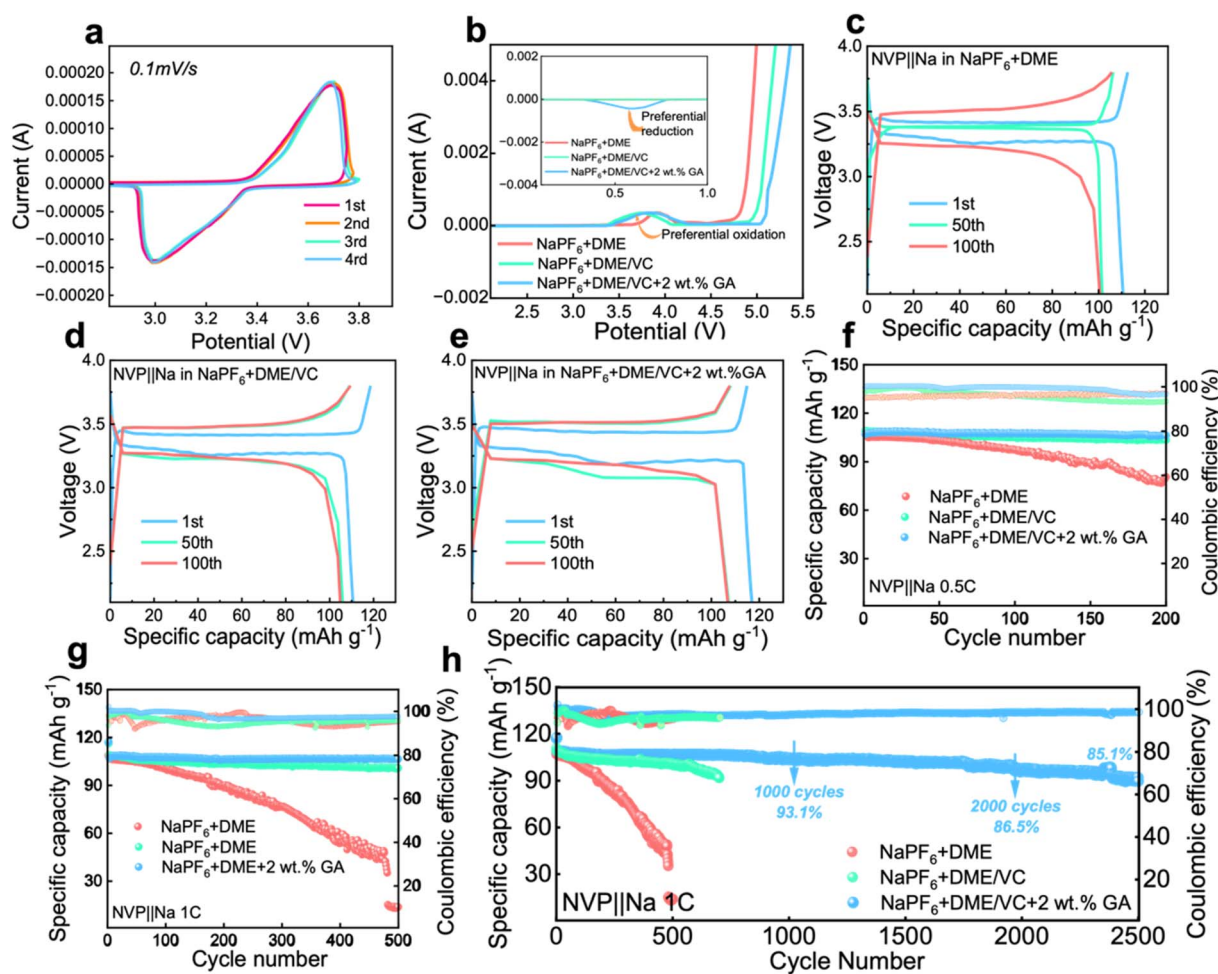 a
0.1mV/s
Current (A)
0.00020
0.00015
0.00010
0.00005
0.00000
−0.00005
−0.00010
−0.00015
−0.00020
1st
2nd
3rd
4rd
3.0 3.2 3.4 3.6 3.8
Potential (V)
b
Current (A)
0.004
0.002
0.000
−0.002
0.002
0.000
−0.002
−0.004
Preferential
reduction
NaPF₆+DME
NaPF₆+DME/VC
NaPF₆+DME/VC+2 wt.% GA
0.0 0.5 1.0
Preferential oxidation
NaPF₆+DME
NaPF₆+DME/VC
NaPF₆+DME/VC+2 wt.% GA
2.5 3.0 3.5 4.0 4.5 5.0 5.5
Potential (V)
c
NVP||Na in NaPF₆+DME
Voltage (V)
4.0
3.5
3.0
2.5
1st
50th
100th
0 20 40 60 80 100 120
Specific capacity (mAh g⁻¹)
d
NVP||Na in NaPF₆+DME/VC
Voltage (V)
4.0
3.5
3.0
2.5
1st
50th
100th
0 20 40 60 80 100 120
Specific capacity (mAh g⁻¹)
e
NVP||Na in NaPF₆+DME/VC+2 wt.%GA
Voltage (V)
4.0
3.5
3.0
2.5
1st
50th
100th
0 20 40 60 80 100 120
Specific capacity (mAh g⁻¹)
f
Specific capacity (mAh g⁻¹)
150
120
90
60
30
NaPF₆+DME
NaPF₆+DME/VC
NaPF₆+DME/VC+2 wt.% GA
NVP||Na 0.5C
100
80
60
40
20
Coulombic efficiency (%)
0 50 100 150 200
Cycle number
g
Specific capacity (mAh g⁻¹)
150
120
90
60
30
NaPF₆+DME
NaPF₆+DME
NaPF₆+DME+2 wt.% GA
NVP||Na 1C
100
80
60
40
20
Coulombic efficiency (%)
0 100 200 300 400 500
Cycle number
h
Specific capacity (mAh g⁻¹)
150
120
90
60
30
1000 cycles
93.1%
2000 cycles
86.5%
85.1%
NaPF₆+DME
NaPF₆+DME/VC
NaPF₆+DME/VC+2 wt.% GA
NVP||Na 1C
100
80
60
40
20
Coulombic efficiency (%)
0 500 1000 1500 2000 2500
Cycle Number